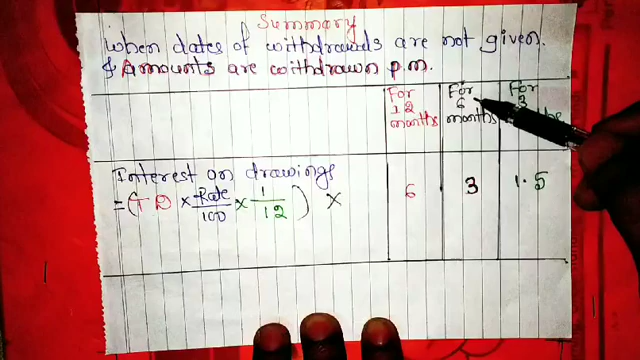 Summary
when dates of withdrawals are not given.
& Amounts are withdrawn p.m.
For
12
months
For
6
months
For
3
Interest on drawings
= (TD × Rate/100 × 1/12) ×
6
3
1.5